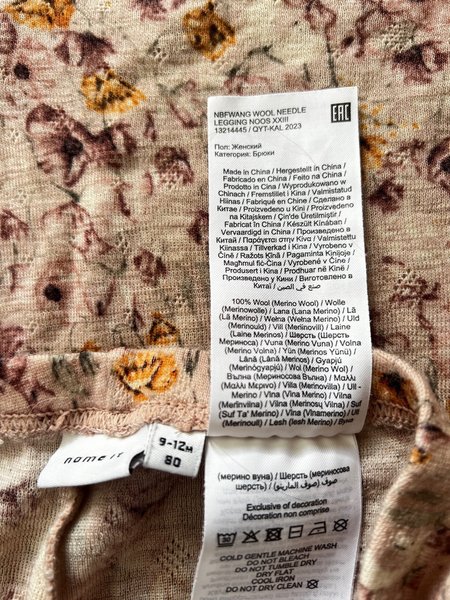 NBFWANG WOOL NEEDLE
LEGGING NOOS XXIII
13214445 / QYT-KAL 2023
EAC
Пол: Женский
Категория: Брюки
Made in China / Hergestellt in China /
Fabricado en China / Feito na China /
Prodotto in Cina / Wyprodukowano w
Chinach / Fremstillet i Kina / Valmistatud
Hiinas / Fabriqué en Chine / Сделано в
Китае / Proizvedeno u Kini / Proizvedeno
na Kitajskem / Çin'de Üretilmiştir /
Fabricat în China / Készült Kínában /
Vervaardigd in China / Произведено в
Китай / Παράγεται στην Κίνα / Valmistettu
Kiinassa / Tillverkad i Kina / Vyrobeno v
Číně / Ražots Ķīnā / Pagaminta Kinijoje /
Magħmul fiċ-Ċina / Vyrobené v Číne /
Produsert i Kina / Prodhuar në Kinë /
Произведено у Кини / Виготовлено в
Китаї / صنع في الصين
100% Wool (Merino Wool) / Wolle
(Merinowolle) / Lana (Lana Merino) / Lã
(Lã Merino) / Wełna (Wełna Merino) / Uld
(Merinould) / Vill (Meriinovill) / Laine
(Laine Merinos) / Шерсть (Шерсть
Мериноса) / Vuna (Merino Vuna) / Volna
(Merino Volna) / Yün (Merinos Yünü) /
Lână (Lână Merinos) / Gyapjú
(Merinógyapjú) / Wol (Merinowol) /
Вълна (Мериносова Вълна) / Μαλλί
(Μαλλί Μερινο) / Villa (Merinovilla) / Ull -
Merino / Vlna (Merino Vlna) / Vilna
(Merīnvilna) / Vilna (Merinosų Vilna) / Suf
(Suf Ta' Merino) / Vlna (Vlnamerino) / Ull
(Merinoull) / Lesh (lesh Merino) / Вуна
(мерино вуна) / Шерсть (мериносова
шерсть) / صوف (صوف المارينو)
Exclusive of decoration
Décoration non comprise
30
COLD GENTLE MACHINE WASH
DO NOT BLEACH
DO NOT TUMBLE DRY
DRY FLAT
COOL IRON
DO NOT DRY CLEAN
name it
9-12M
80